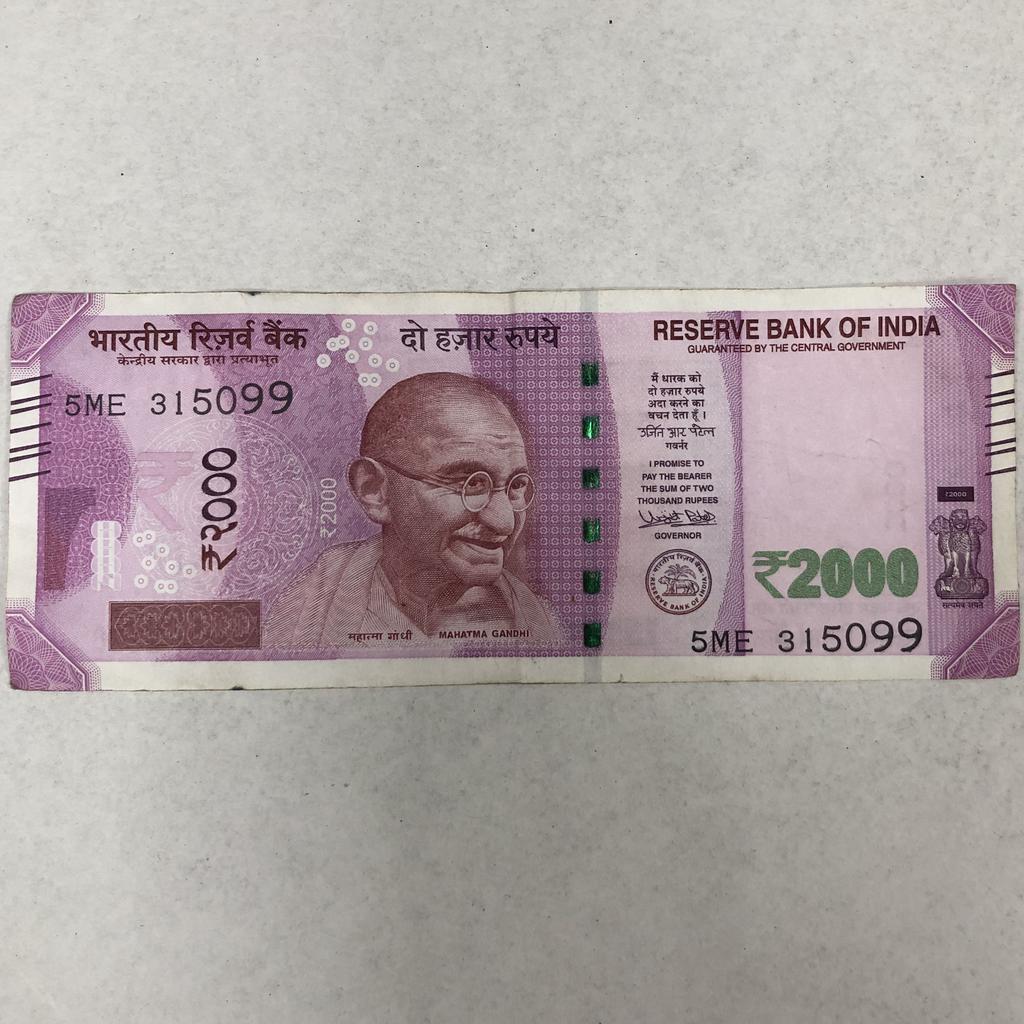 भारतीय रिज़र्व बैंक
केन्द्रीय सरकार द्वारा प्रत्याभूत
5ME 315099
₹२०००
₹2000
दो हज़ार रुपये
महात्मा गांधी MAHATMA GANDHI
RESERVE BANK OF INDIA
GUARANTEED BY THE CENTRAL GOVERNMENT
मैं धारक को
दो हज़ार रुपये
अदा करने का
वचन देता हूँ ।
उर्जित आर पटेल
गवर्नर
I PROMISE TO
PAY THE BEARER
THE SUM OF TWO
THOUSAND RUPEES
GOVERNOR
भारतीय रिज़र्व बैंक
RESERVE BANK OF INDIA
₹2000
₹2000
सत्यमेव जयते
5ME 315099